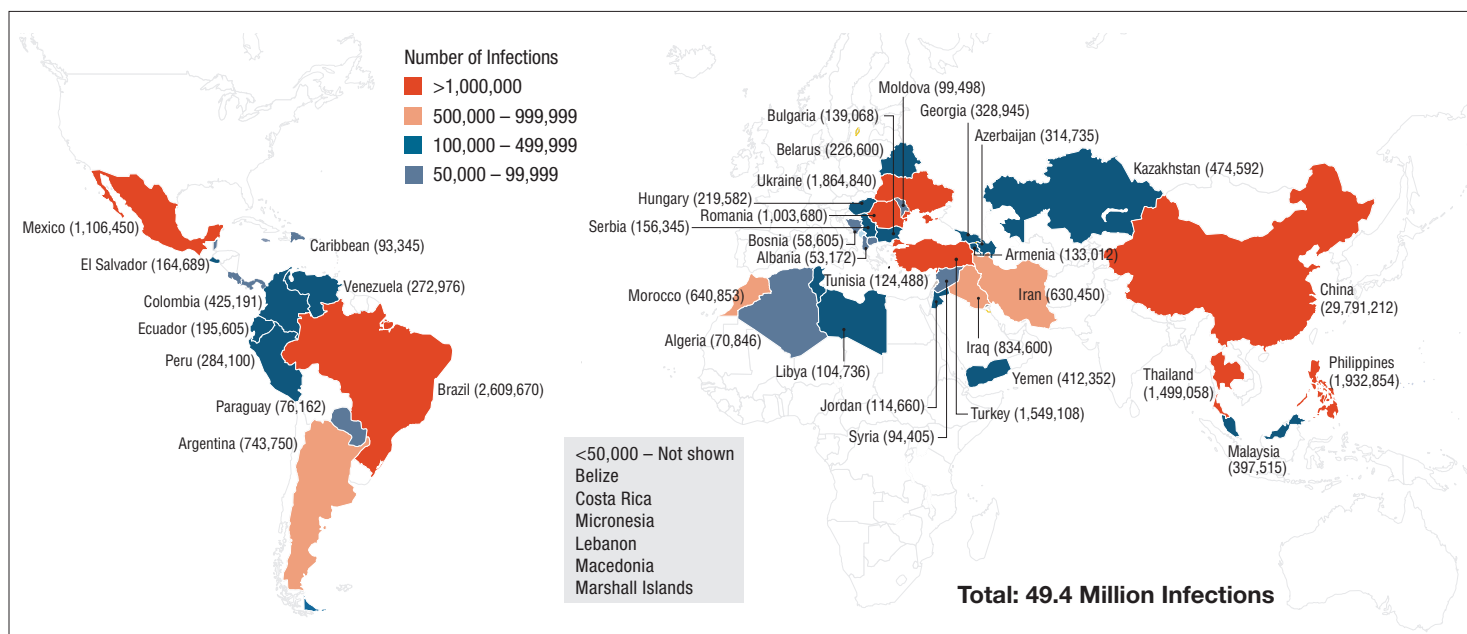 Number of Infections
>1,000,000
500,000 – 999,999
100,000 – 499,999
50,000 – 99,999
Mexico (1,106,450)
Caribbean (93,345)
El Salvador (164,689)
Venezuela (272,976)
Colombia (425,191)
Ecuador (195,605)
Peru (284,100)
Brazil (2,609,670)
Paraguay (76,162)
Argentina (743,750)
Moldova (99,498)
Georgia (328,945)
Bulgaria (139,068)
Azerbaijan (314,735)
Belarus (226,600)
Kazakhstan (474,592)
Ukraine (1,864,840)
Hungary (219,582)
Romania (1,003,680)
Serbia (156,345)
Bosnia (58,605)
Albania (53,172)
Armenia (133,012)
Tunisia (124,488)
Morocco (640,853)
Iran (630,450)
China
(29,791,212)
Algeria (70,846)
Iraq (834,600)
Libya (104,736)
Yemen (412,352)
Thailand
(1,499,058)
Philippines
(1,932,854)
Jordan (114,660)
Turkey (1,549,108)
Syria (94,405)
Malaysia
(397,515)
<50,000 – Not shown
Belize
Costa Rica
Micronesia
Lebanon
Macedonia
Marshall Islands
Total: 49.4 Million Infections